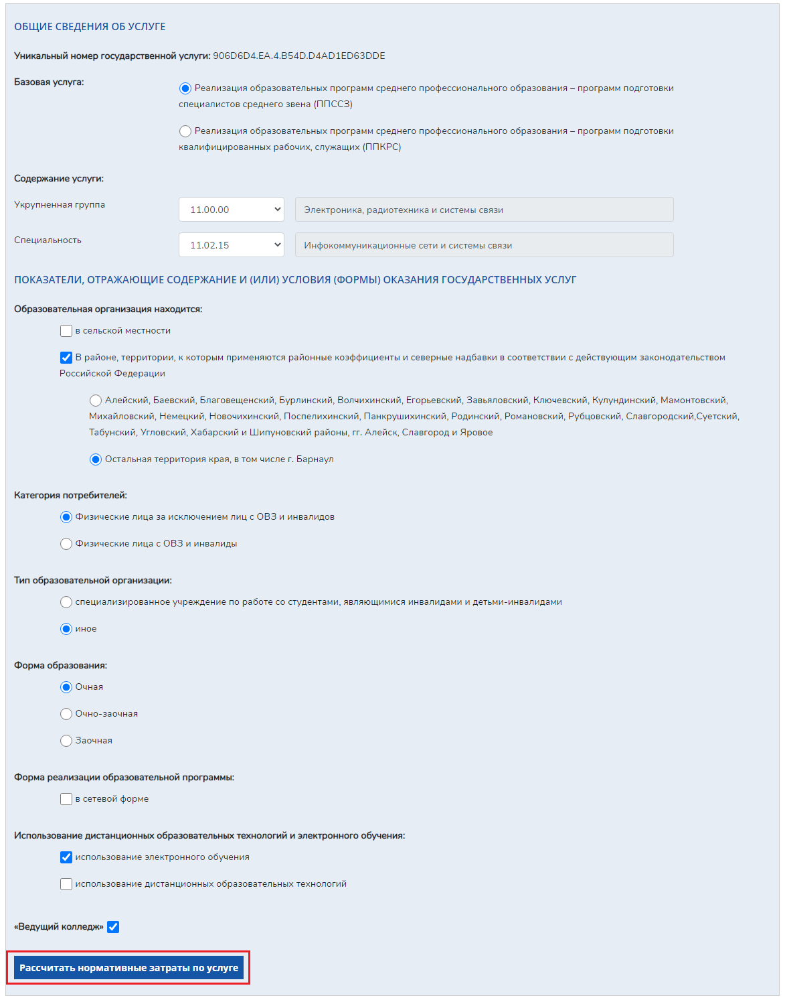 ОБЩИЕ СВЕДЕНИЯ ОБ УСЛУГЕ
Уникальный номер государственной услуги: 906D6D4.EA.4.B54D.D4AD1ED63DDE
Базовая услуга:
Реализация образовательных программ среднего профессионального образования – программ подготовки
специалистов среднего звена (ППССЗ)
Реализация образовательных программ среднего профессионального образования – программ подготовки
квалифицированных рабочих, служащих (ППКРС)
Содержание услуги:
Укрупненная группа
11.00.00
Электроника, радиотехника и системы связи
Специальность
11.02.15
Инфокоммуникационные сети и системы связи
ПОКАЗАТЕЛИ, ОТРАЖАЮЩИЕ СОДЕРЖАНИЕ И (ИЛИ) УСЛОВИЯ (ФОРМЫ) ОКАЗАНИЯ ГОСУДАРСТВЕННЫХ УСЛУГ
Образовательная организация находится:
в сельской местности
В районе, территории, к которым применяются районные коэффициенты и северные надбавки в соответствии с действующим законодательством
Российской Федерации
Алейский, Баевский, Благовещенский, Бурлинский, Волчихинский, Егорьевский, Завьяловский, Ключевский, Кулундинский, Мамонтовский,
Михайловский, Немецкий, Новочихинский, Поспелихинский, Панкрушихинский, Родинский, Романовский, Рубцовский, Славгородский,Суетский,
Табунский, Угловский, Хабарский и Шипуновский районы, гг. Алейск, Славгород и Яровое
Остальная территория края, в том числе г. Барнаул
Категория потребителей:
Физические лица за исключением лиц с ОВЗ и инвалидов
Физические лица с ОВЗ и инвалиды
Тип образовательной организации:
специализированное учреждение по работе со студентами, являющимися инвалидами и детьми-инвалидами
иное
Форма образования:
Очная
Очно-заочная
Заочная
Форма реализации образовательной программы:
в сетевой форме
Использование дистанционных образовательных технологий и электронного обучения:
использование электронного обучения
использование дистанционных образовательных технологий
«Ведущий колледж»
Рассчитать нормативные затраты по услуге